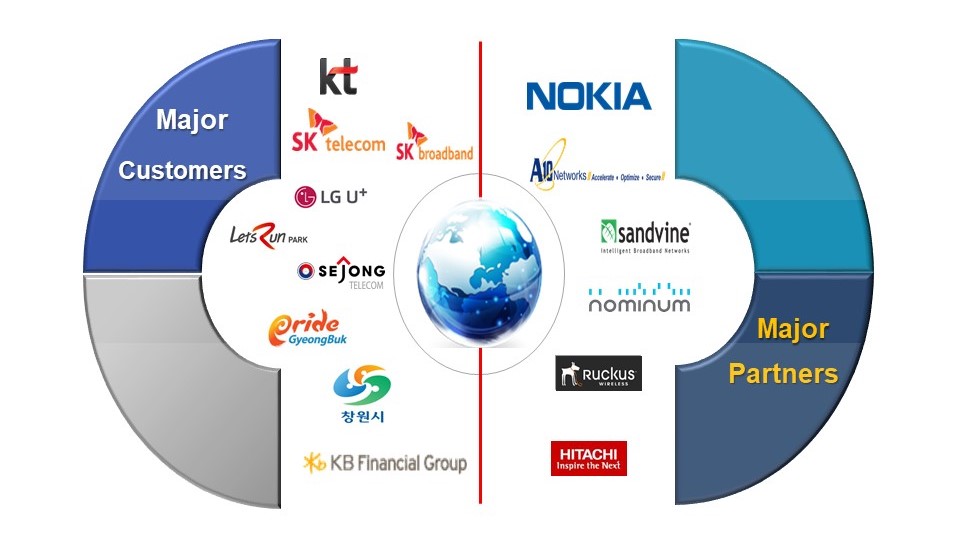 Major
Customers
kt
SK telecom
SK broadband
LG U+
Let'sRun PARK
SEJONG
TELECOM
pride
GyeongBuk
창원시
KB Financial Group
NOKIA
A10 Networks Accelerate • Optimize • Secure
sandvine
Intelligent Broadband Networks
nominum
RUCKUS
WIRELESS
HITACHI
Inspire the Next
Major
Partners